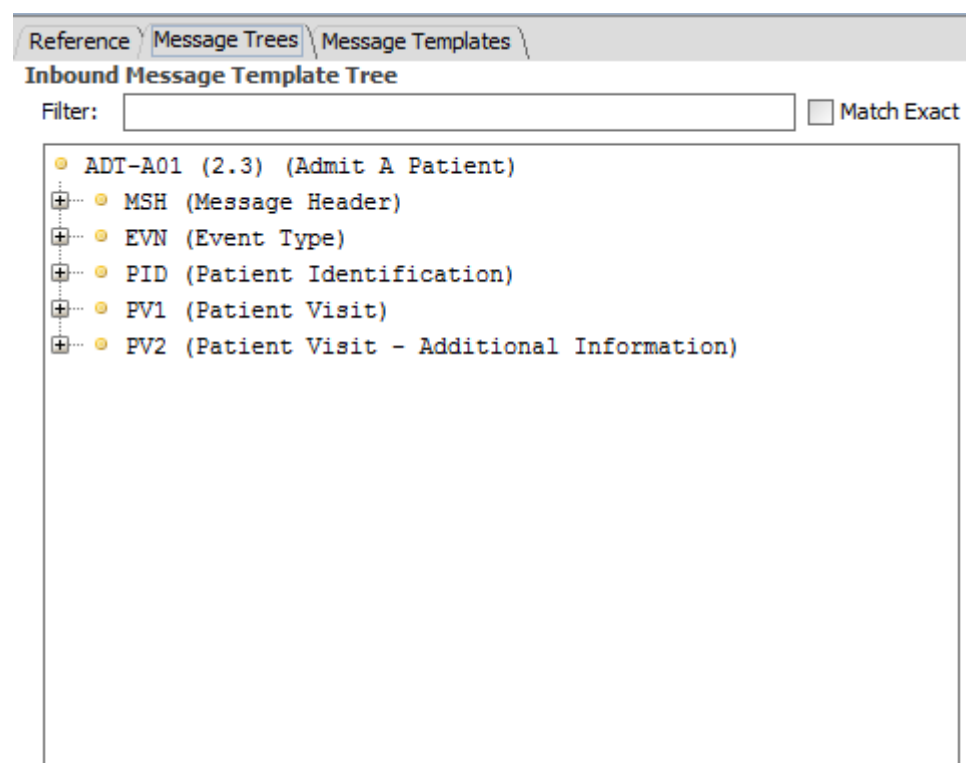 Reference Message Trees Message Templates
Inbound Message Template Tree
Filter: Match Exact
ADT-A01 (2.3) (Admit A Patient)
MSH (Message Header)
EVN (Event Type)
PID (Patient Identification)
PV1 (Patient Visit)
PV2 (Patient Visit - Additional Information)